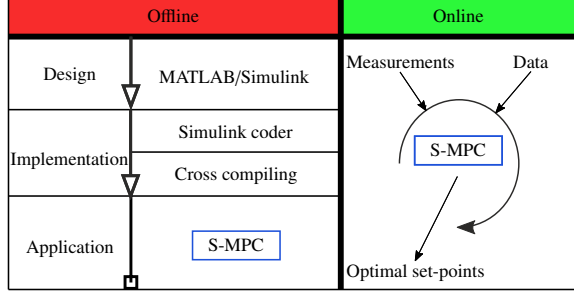 Offline
Online
Design
MATLAB/Simulink
Implementation
Simulink coder
Cross compiling
Application
S-MPC
Measurements
Data
S-MPC
Optimal set-points